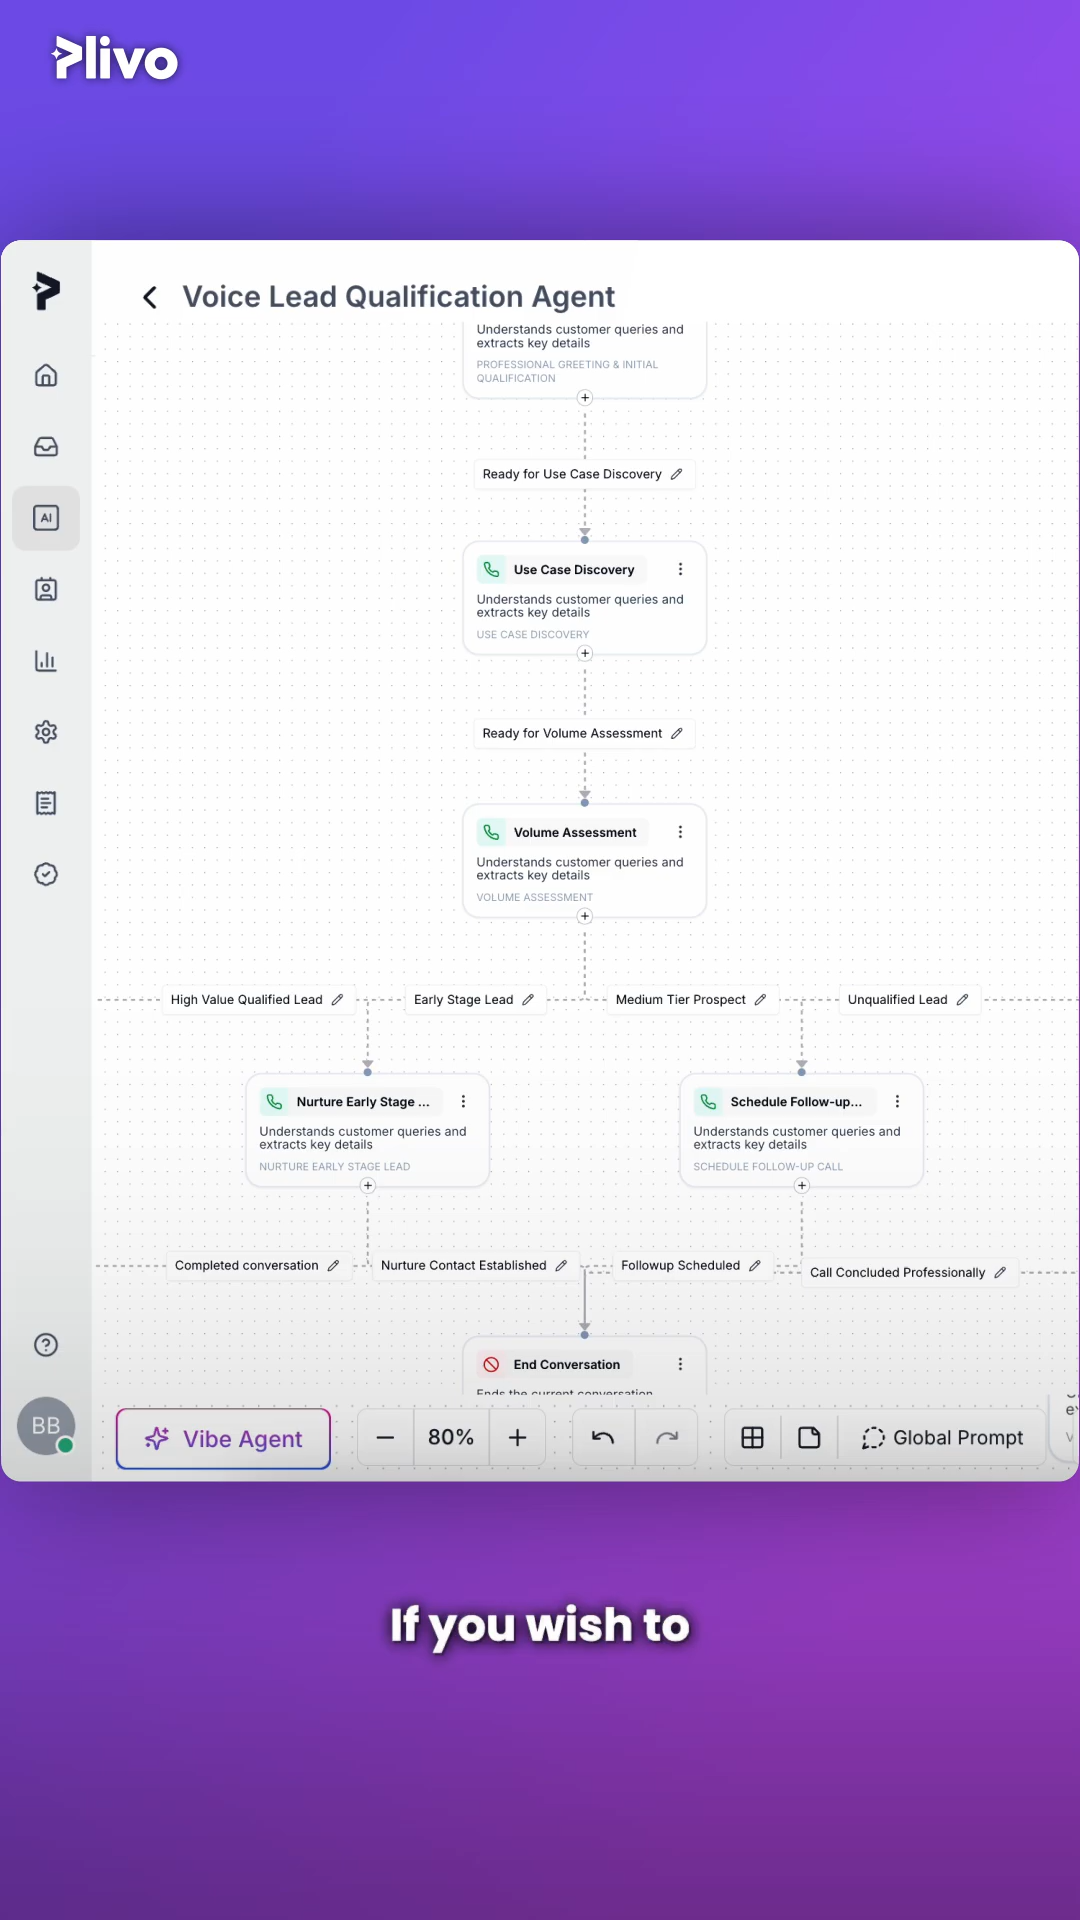 Plivo
Voice Lead Qualification Agent
Understands customer queries and
extracts key details
PROFESSIONAL GREETING & INITIAL
QUALIFICATION
Ready for Use Case Discovery
Use Case Discovery
Understands customer queries and
extracts key details
USE CASE DISCOVERY
Ready for Volume Assessment
Volume Assessment
Understands customer queries and
extracts key details
VOLUME ASSESSMENT
High Value Qualified Lead
Early Stage Lead
Medium Tier Prospect
Unqualified Lead
Nurture Early Stage ...
Understands customer queries and
extracts key details
NURTURE EARLY STAGE LEAD
Schedule Follow-up...
Understands customer queries and
extracts key details
SCHEDULE FOLLOW-UP CALL
Completed conversation
Nurture Contact Established
Followup Scheduled
Call Concluded Professionally
End Conversation
Ends the current conversation
AI
BB
Vibe Agent
80%
Global Prompt
If you wish to